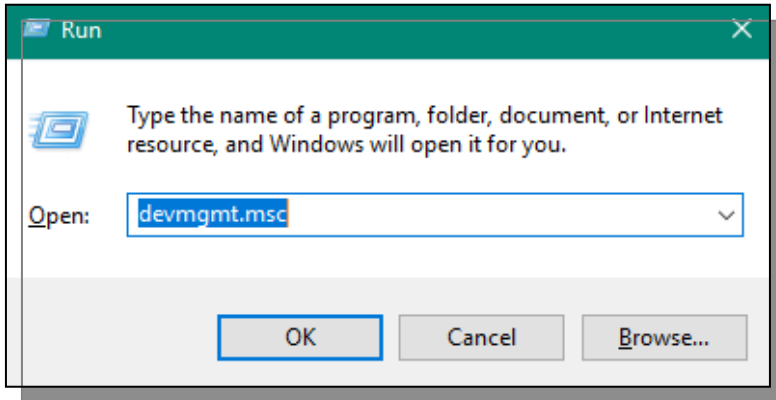 Run
Type the name of a program, folder, document, or Internet
resource, and Windows will open it for you.
Open: devmgmt.msc
OK Cancel Browse...